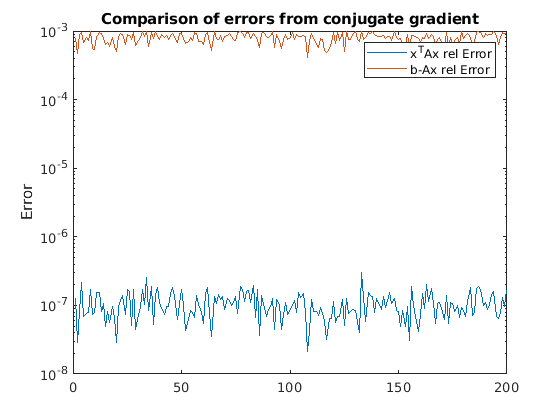 Comparison of errors from conjugate gradient
10^-3
10^-4
10^-5
10^-6
10^-7
10^-8
Error
x^TAx rel Error
b-Ax rel Error
0
50
100
150
200